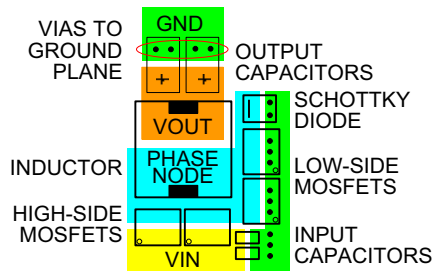 VIAS TO
GROUND
PLANE
GND
OUTPUT
CAPACITORS
+ +
VOUT
SCHOTTKY
DIODE
INDUCTOR
PHASE
NODE
LOW-SIDE
MOSFETS
HIGH-SIDE
MOSFETS
VIN
INPUT
CAPACITORS